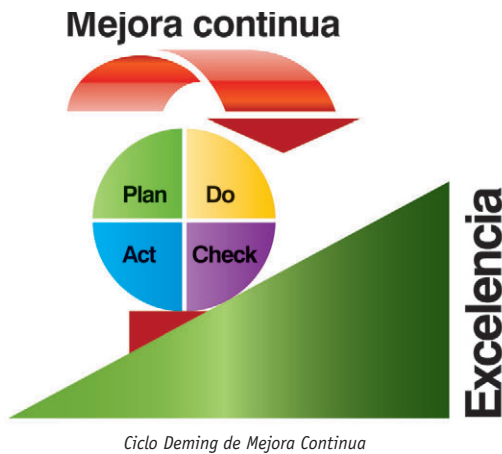 Mejora continua
Plan
Do
Act
Check
Excelencia
Ciclo Deming de Mejora Continua